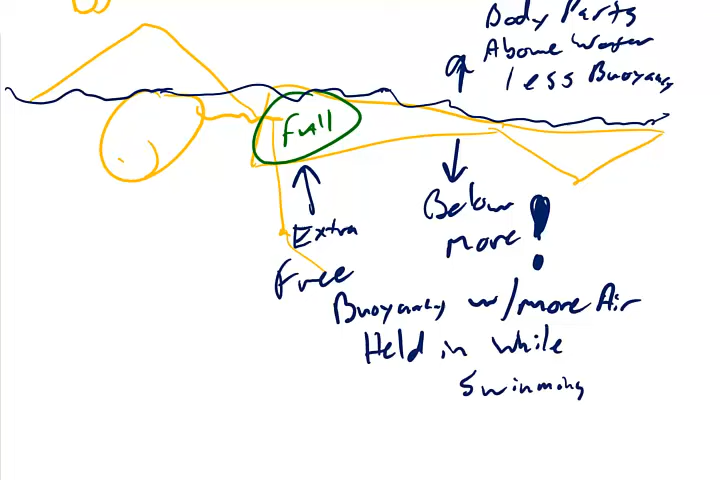 Body Parts
Above Water
less Buoyancy
Full
Below
more !
Extra
Free
Buoyancy w/more Air
Held in while
Swimming